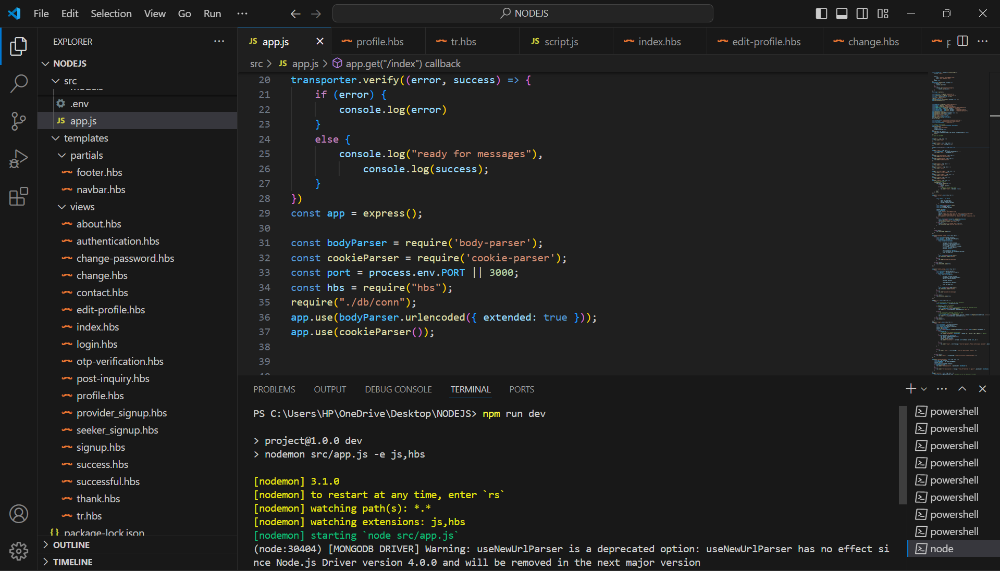 File Edit Selection View Go Run ···
NODEJS
EXPLORER ···
NODEJS
src
.env
JS app.js
templates
partials
footer.hbs
navbar.hbs
views
about.hbs
authentication.hbs
change-password.hbs
change.hbs
contact.hbs
edit-profile.hbs
index.hbs
login.hbs
otp-verification.hbs
post-inquiry.hbs
profile.hbs
provider_signup.hbs
seeker_signup.hbs
signup.hbs
success.hbs
successful.hbs
thank.hbs
tr.hbs
{} package-lock.json
OUTLINE
TIMELINE
JS app.js profile.hbs tr.hbs JS script.js index.hbs edit-profile.hbs change.hbs
src > JS app.js > app.get("/index") callback
20 transporter.verify((error, success) => {
21 if (error) {
22 console.log(error)
23 }
24 else {
25 console.log("ready for messages"),
26 console.log(success);
27 }
28 })
29 const app = express();
30
31 const bodyParser = require('body-parser');
32 const cookieParser = require('cookie-parser');
33 const port = process.env.PORT || 3000;
34 const hbs = require("hbs");
35 require("./db/conn");
36 app.use(bodyParser.urlencoded({ extended: true }));
37 app.use(cookieParser());
38
39
PROBLEMS OUTPUT DEBUG CONSOLE TERMINAL PORTS
PS C:\Users\HP\OneDrive\Desktop\NODEJS> npm run dev
> project@1.0.0 dev
> nodemon src/app.js -e js,hbs
[nodemon] 3.1.0
[nodemon] to restart at any time, enter `rs`
[nodemon] watching path(s): *.*
[nodemon] watching extensions: js,hbs
[nodemon] starting `node src/app.js`
(node:30404) [MONGODB DRIVER] Warning: useNewUrlParser is a deprecated option: useNewUrlParser has no effect si
nce Node.js Driver version 4.0.0 and will be removed in the next major version
powershell
powershell
powershell
powershell
powershell
powershell
powershell
powershell
node